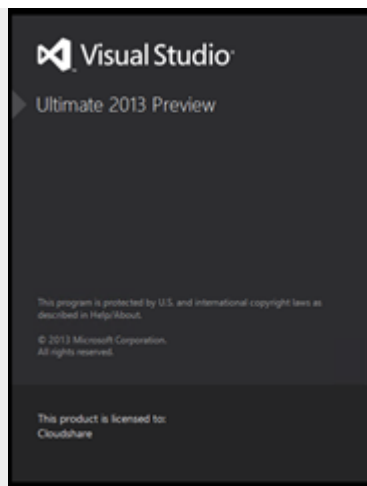 Visual Studio
Ultimate 2013 Preview
This program is protected by U.S. and international copyright laws as
described in Help/About.
© 2013 Microsoft Corporation.
All rights reserved.
This product is licensed to:
Cloudshare